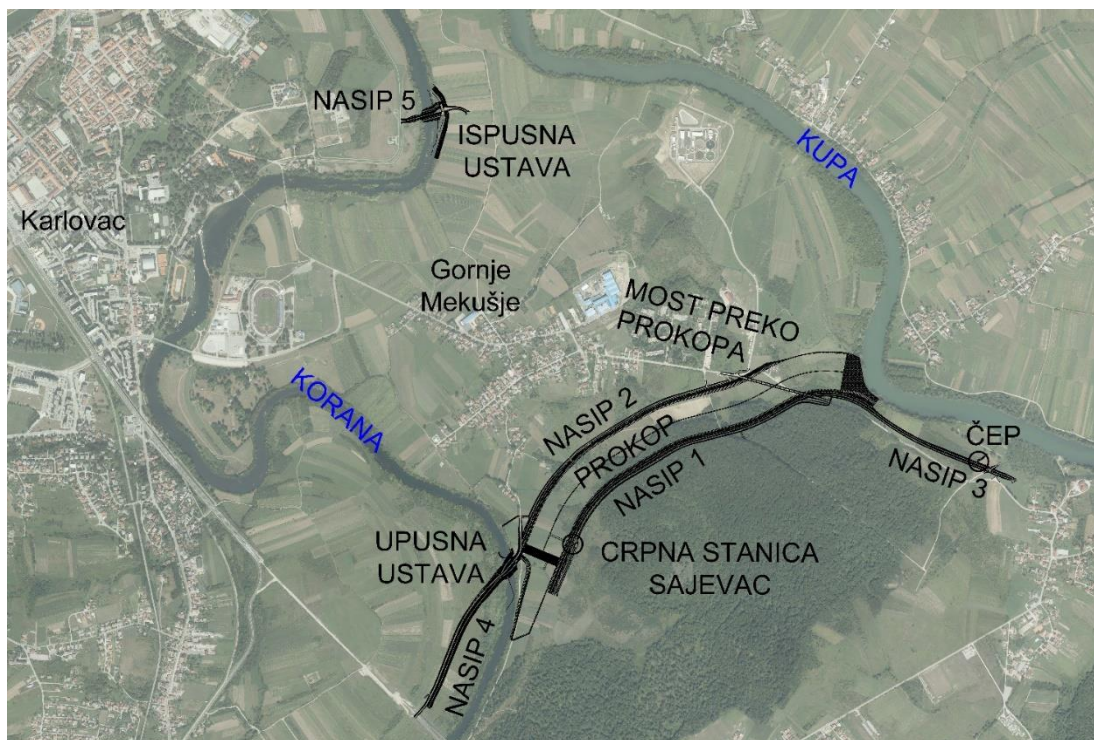 NASIP 5
ISPUSNA
USTAVA
KUPA
Karlovac
Gornje
Mekušje
MOST PREKO
PROKOPA
KORANA
NASIP 2
PROKOP
NASIP 1
ČEP
NASIP 3
UPUSNA
USTAVA
CRPNA STANICA
SAJEVAC
NASIP 4